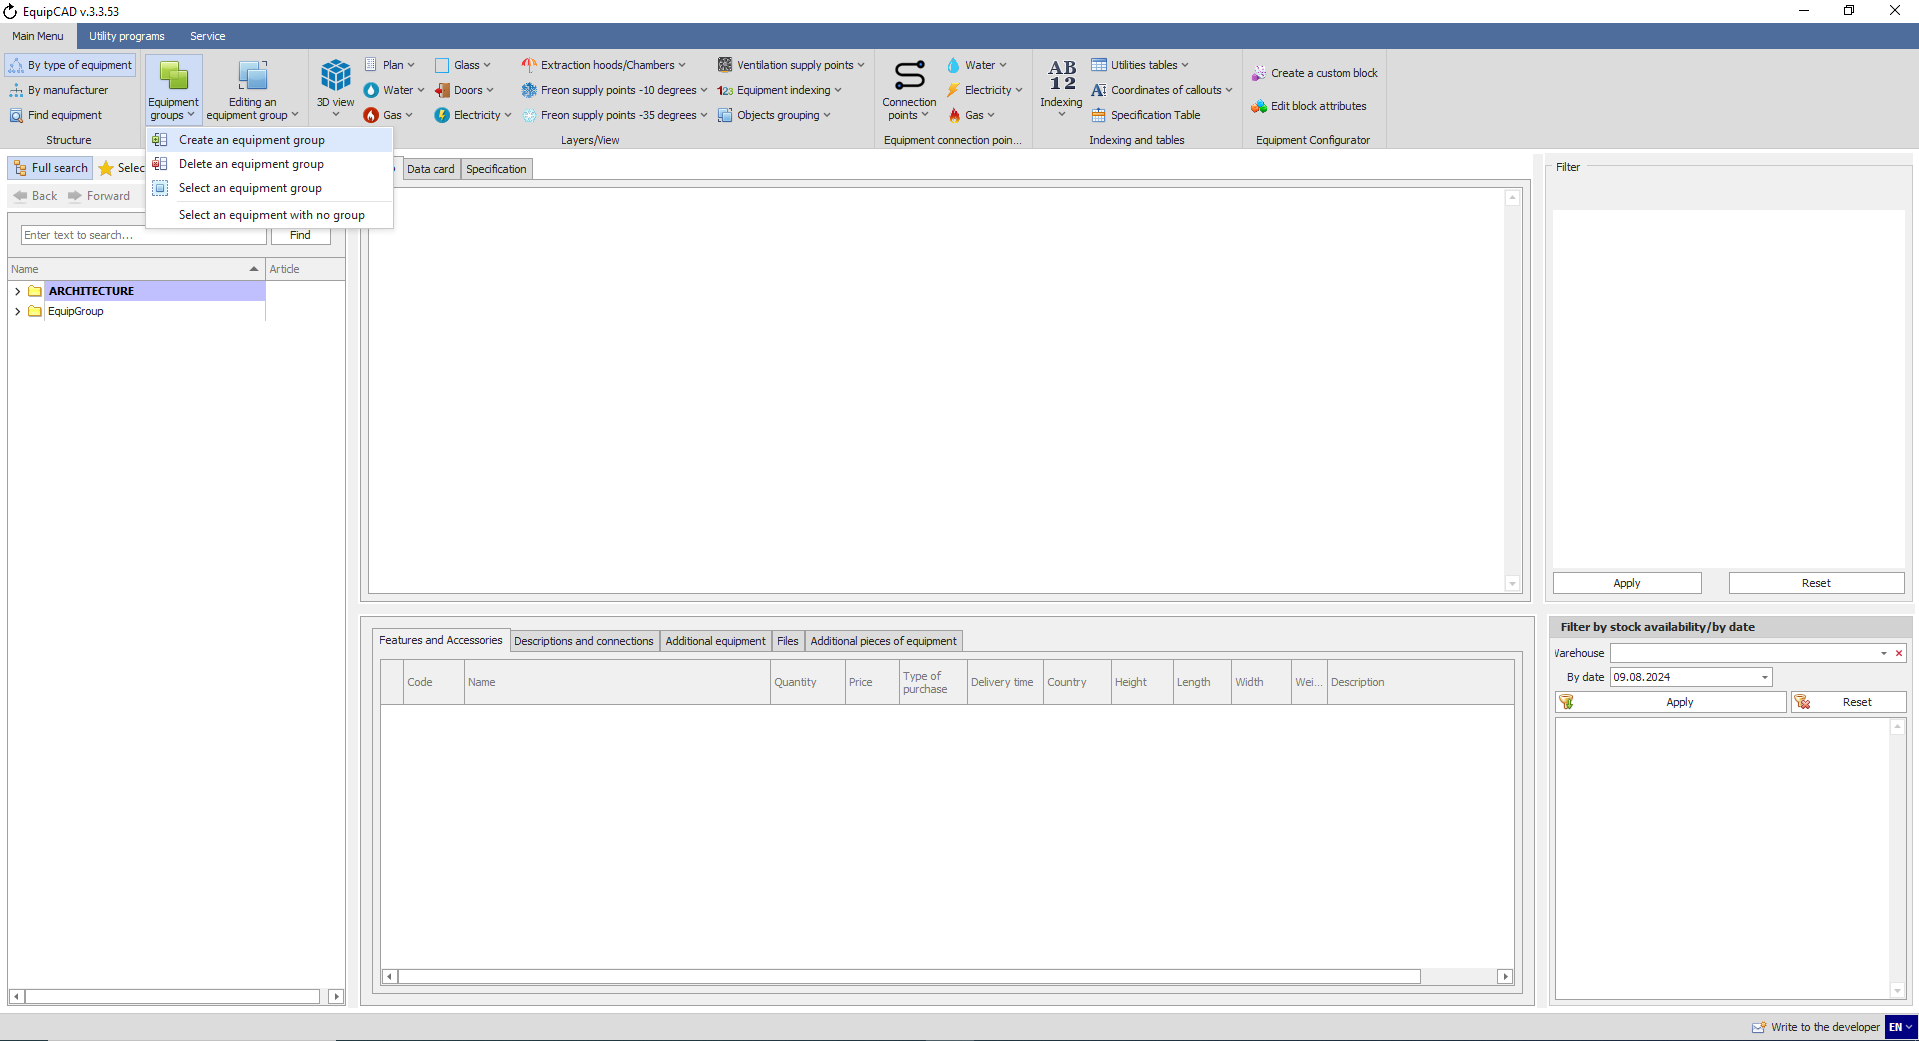 EquipCAD v.3.3.53
Main Menu Utility programs Service
By type of equipment
By manufacturer
Find equipment
Structure
Equipment groups
Editing an equipment group
3D view
Plan
Water
Gas
Glass
Doors
Electricity
Extraction hoods/Chambers
Freon supply points -10 degrees
Freon supply points -35 degrees
Ventilation supply points
123 Equipment indexing
Objects grouping
Layers/View
Connection points
Water
Electricity
Gas
Equipment connection poin...
AB
12
Indexing
Utilities tables
Coordinates of callouts
Specification Table
Indexing and tables
Create a custom block
Edit block attributes
Equipment Configurator
Create an equipment group
Delete an equipment group
Select an equipment group
Select an equipment with no group
Full search Selec
Back Forward
Enter text to search... Find
Name Article
ARCHITECTURE
EquipGroup
Data card Specification
Filter
Apply Reset
Features and Accessories Descriptions and connections Additional equipment Files Additional pieces of equipment
Code Name Quantity Price Type of purchase Delivery time Country Height Length Width Wei... Description
Filter by stock availability/by date
Warehouse
By date 09.08.2024
Apply Reset
Write to the developer EN